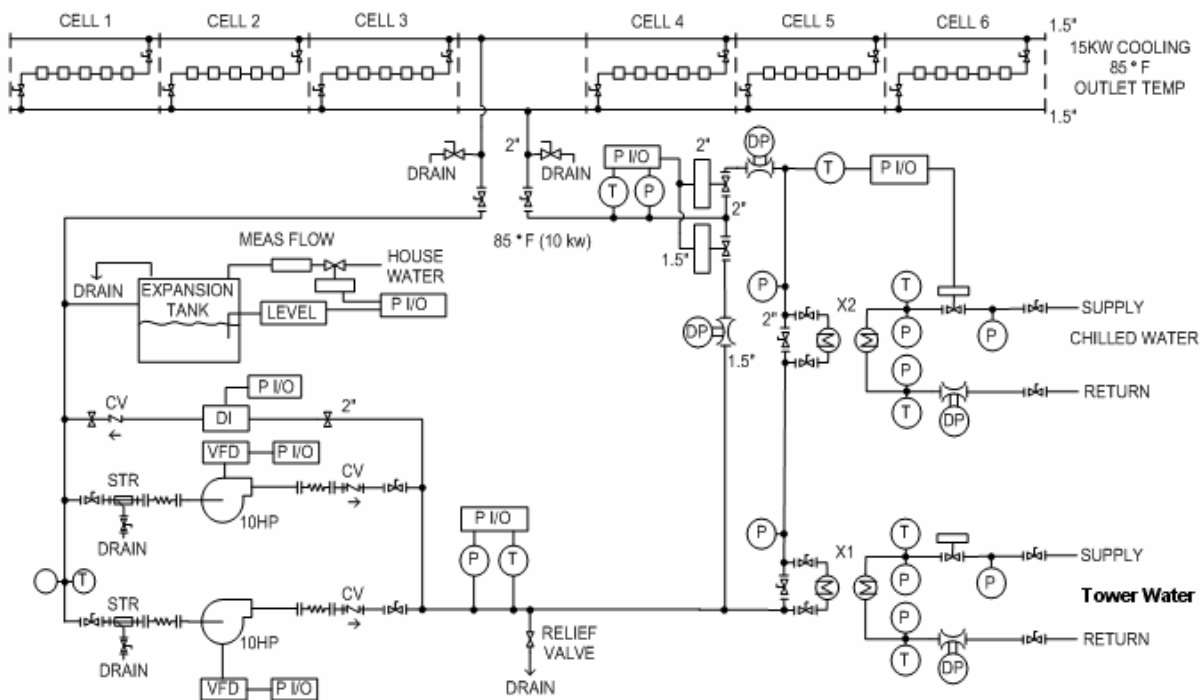 CELL 1
CELL 2
CELL 3
CELL 4
CELL 5
CELL 6
1.5"
15KW COOLING
85 ° F
OUTLET TEMP
1.5"
DRAIN
2"
DRAIN
P I/O
T
P
2"
DP
T
P I/O
2"
85 ° F (10 kw)
1.5"
MEAS FLOW
HOUSE
WATER
DRAIN
EXPANSION
TANK
LEVEL
P I/O
P
X2
2"
DP
1.5"
T
P
P
SUPPLY
CHILLED WATER
P
T
DP
RETURN
P I/O
CV
DI
2"
VFD
P I/O
STR
CV
10HP
DRAIN
P I/O
P
T
P
X1
T
P
P
SUPPLY
Tower Water
P
T
DP
RETURN
T
STR
CV
10HP
DRAIN
RELIEF
VALVE
DRAIN
VFD
P I/O